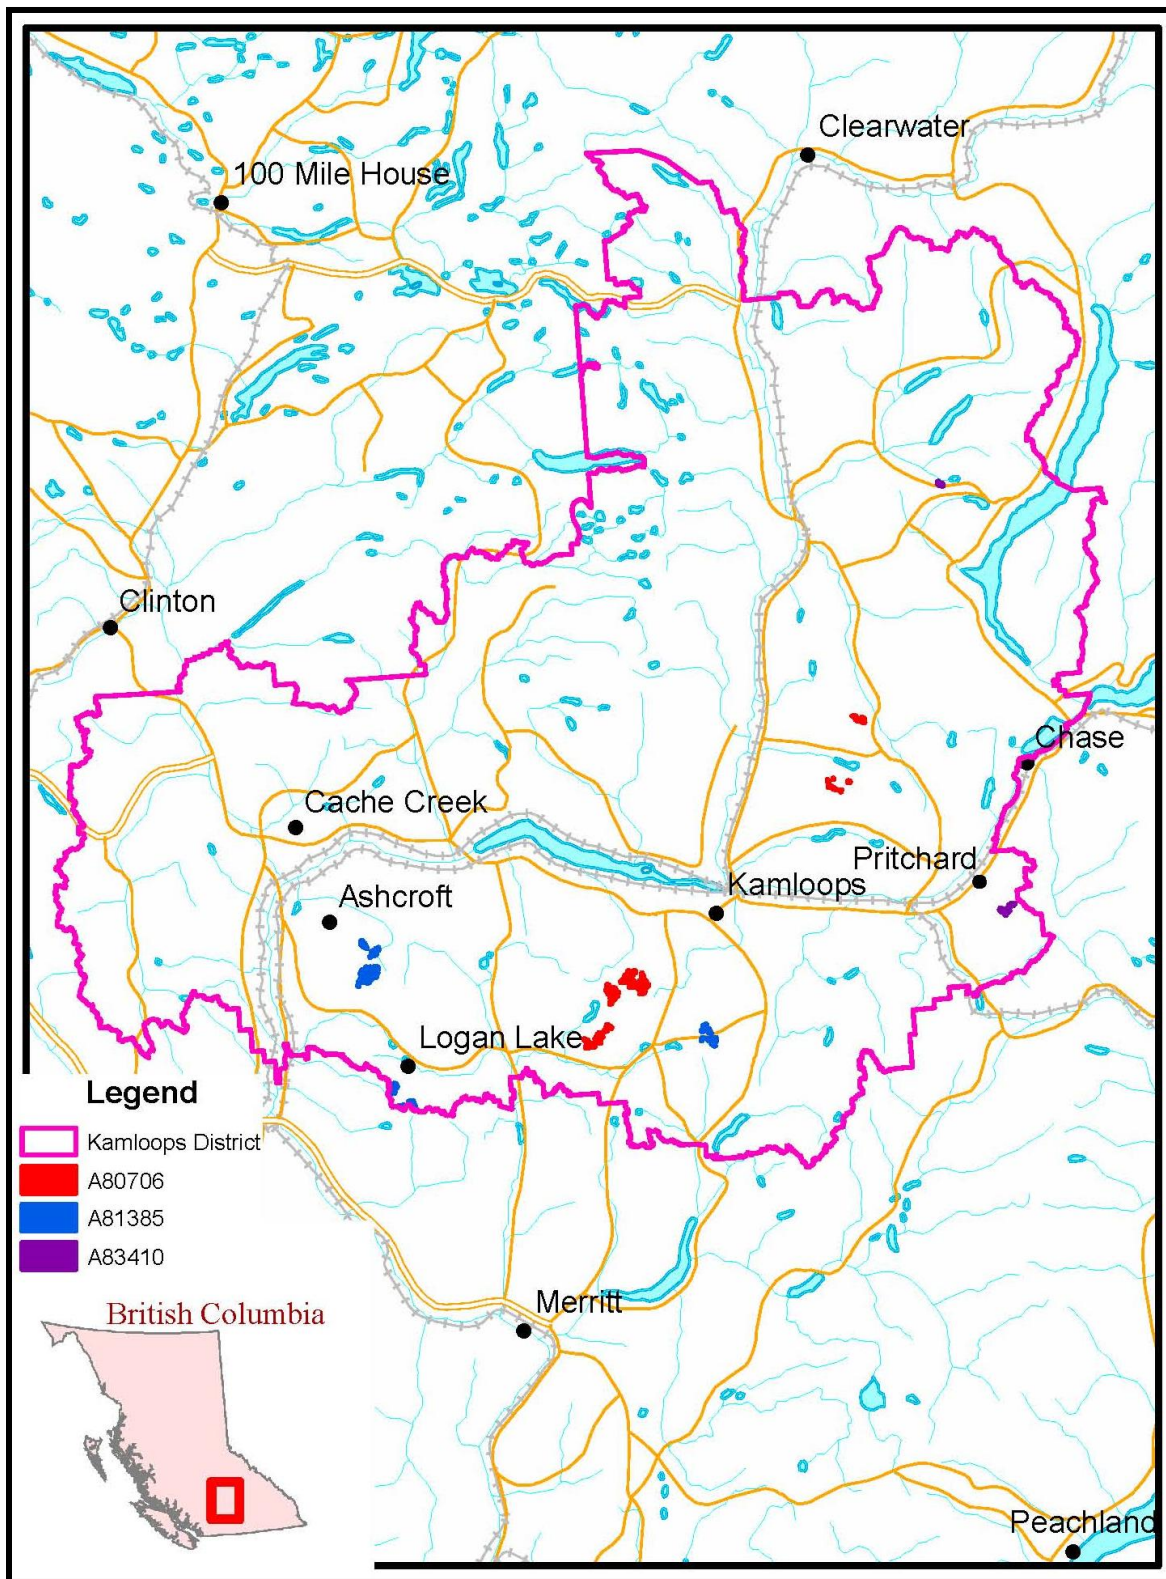 Clearwater
100 Mile House
Clinton
Chase
Cache Creek
Pritchard
Kamloops
Ashcroft
Logan Lake
Legend
Kamloops District
A80706
A81385
A83410
British Columbia
Merritt
Peachland